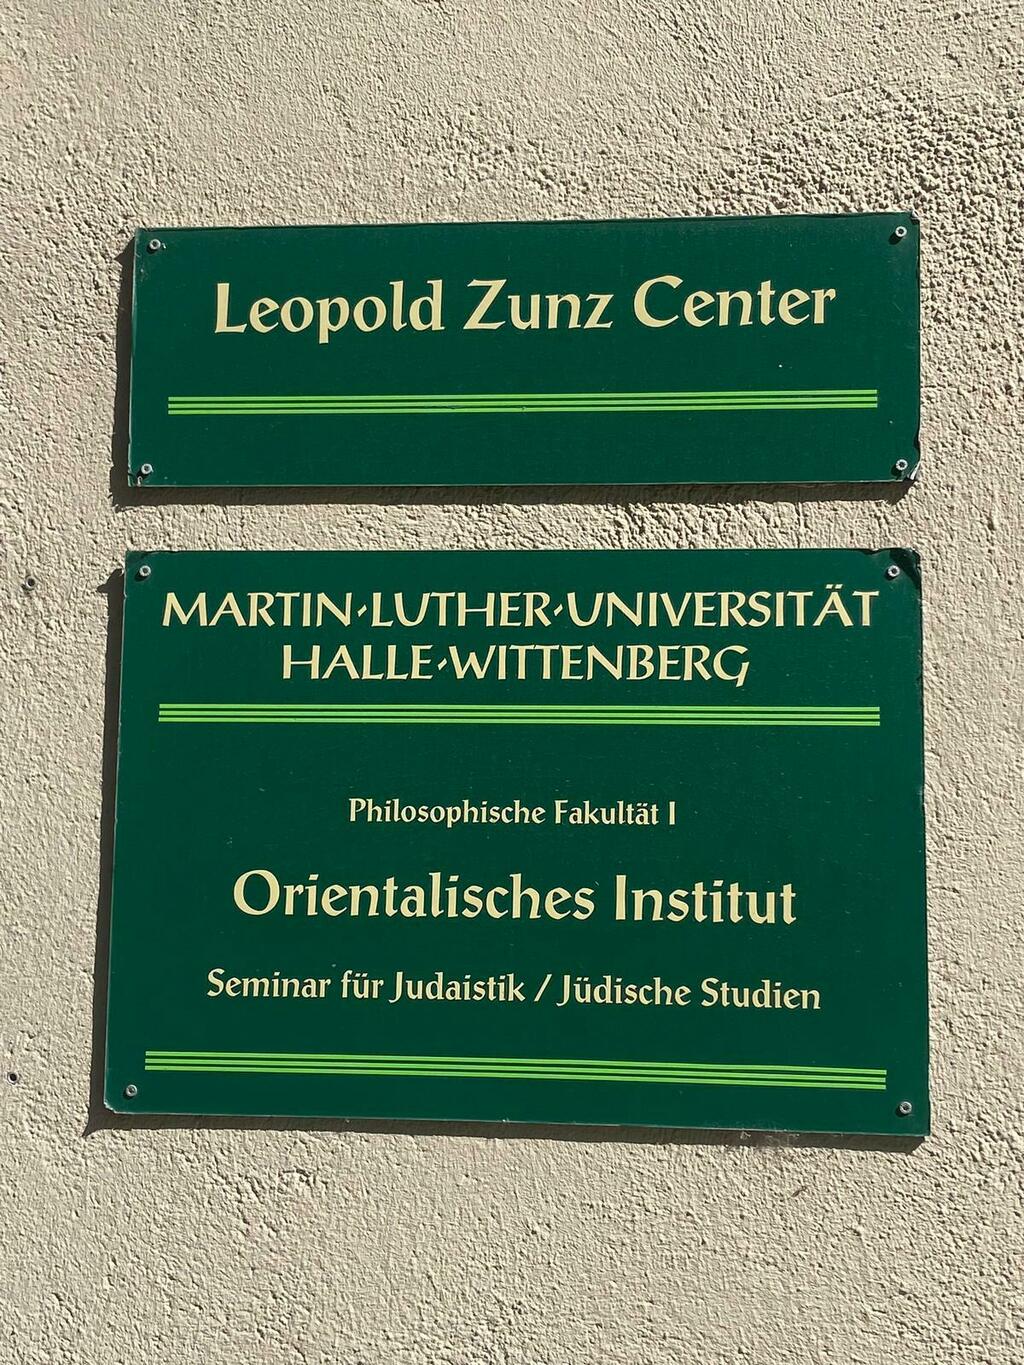 Leopold Zunz Center
MARTIN-LUTHER-UNIVERSITÄT
HALLE-WITTENBERG
Philosophische Fakultät I
Orientalisches Institut
Seminar für Judaistik / Jüdische Studien